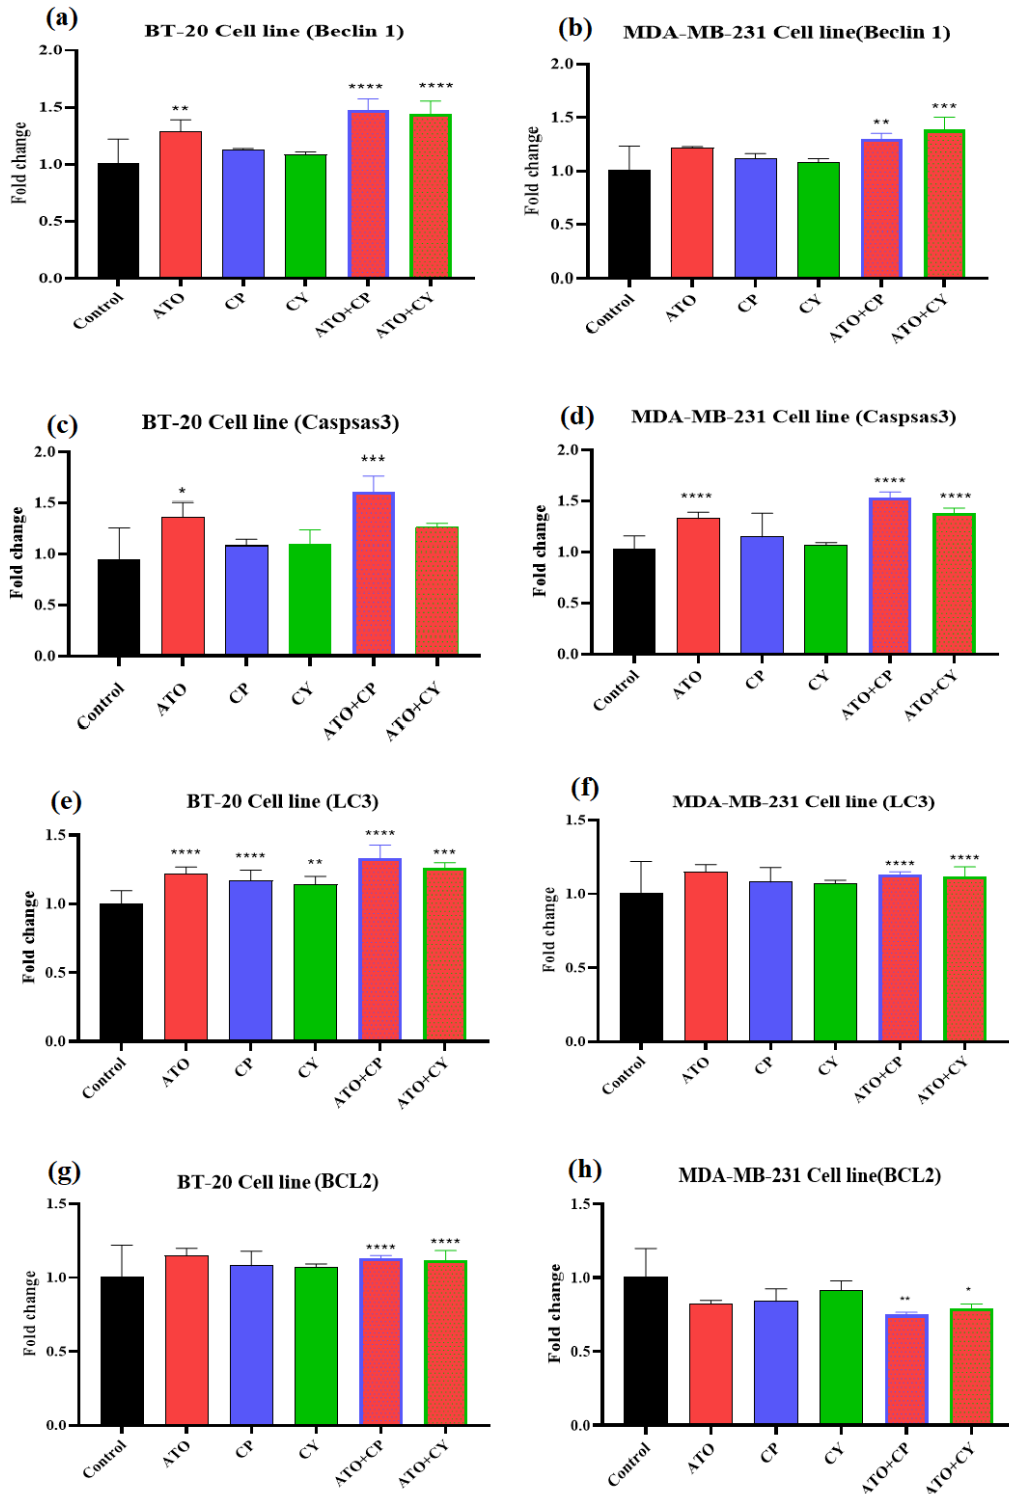 (a)
BT-20 Cell line (Beclin 1)
Fold change
2.0
1.5
1.0
0.5
0.0
**
****
****
Control
ATO
CP
CY
ATO+CP
ATO+CY
(b)
MDA-MB-231 Cell line(Beclin 1)
Fold change
2.0
1.5
1.0
0.5
0.0
**
***
Control
ATO
CP
CY
ATO+CP
ATO+CY
(c)
BT-20 Cell line (Caspsas3)
Fold change
2.0
1.5
1.0
0.5
0.0
*
***
Control
ATO
CP
CY
ATO+CP
ATO+CY
(d)
MDA-MB-231 Cell line (Caspsas3)
Fold change
2.0
1.5
1.0
0.5
0.0
****
****
****
Control
ATO
CP
CY
ATO+CP
ATO+CY
(e)
BT-20 Cell line (LC3)
Fold change
1.5
1.0
0.5
0.0
****
****
**
****
***
Control
ATO
CP
CY
ATO+CP
ATO+CY
(f)
MDA-MB-231 Cell line (LC3)
Fold change
1.5
1.0
0.5
0.0
****
****
Control
ATO
CP
CY
ATO+CP
ATO+CY
(g)
BT-20 Cell line (BCL2)
Fold change
1.5
1.0
0.5
0.0
****
****
Control
ATO
CP
CY
ATO+CP
ATO+CY
(h)
MDA-MB-231 Cell line(BCL2)
Fold change
1.5
1.0
0.5
0.0
**
*
Control
ATO
CP
CY
ATO+CP
ATO+CY